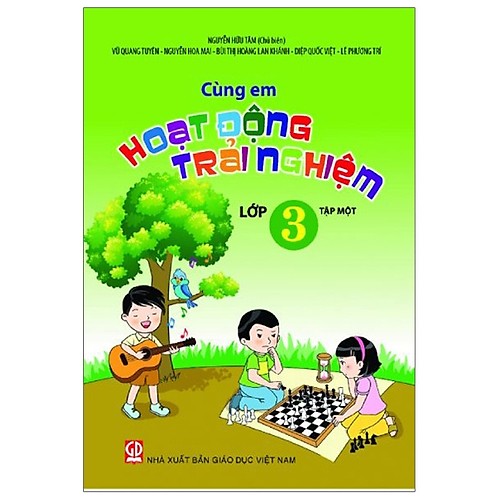 NGUYỄN HỮU TÂM (Chủ biên)
VŨ QUANG TUYÊN - NGUYỄN HOA MAI - BÙI THỊ HOÀNG LAN KHÁNH - DIỆP QUỐC VIỆT - LÊ PHƯƠNG TRÍ
Cùng em
HOẠT ĐỘNG
TRẢI NGHIỆM
LỚP 3 TẬP MỘT
GD
NHÀ XUẤT BẢN GIÁO DỤC VIỆT NAM